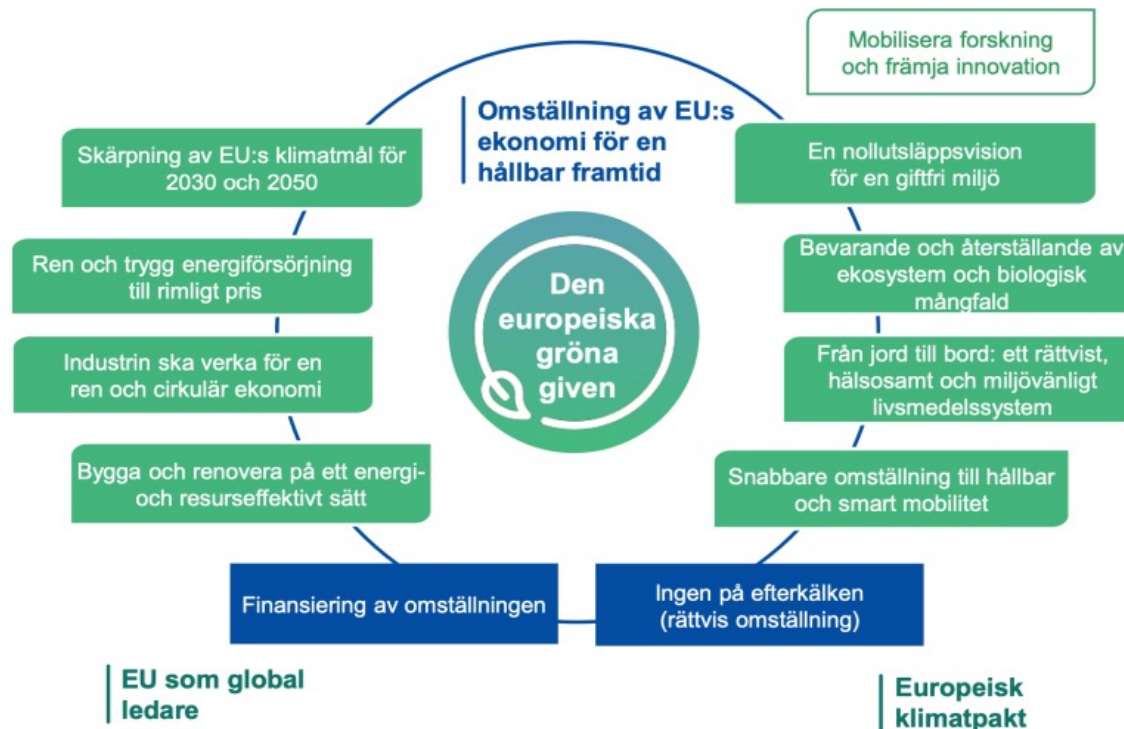 Mobilisera forskning
och främja innovation
Omställning av EU:s
ekonomi för en
hållbar framtid
Skärpning av EU:s klimatmål för
2030 och 2050
En nollutsläppsvision
för en giftfri miljö
Ren och trygg energiförsörjning
till rimligt pris
Bevarande och återställande av
ekosystem och biologisk
mångfald
Den
europeiska
gröna
given
Industrin ska verka för en
ren och cirkulär ekonomi
Från jord till bord: ett rättvist,
hälsosamt och miljövänligt
livsmedelssystem
Bygga och renovera på ett energi-
och resurseffektivt sätt
Snabbare omställning till hållbar
och smart mobilitet
Finansiering av omställningen
Ingen på efterkälken
(rättvis omställning)
EU som global
ledare
Europeisk
klimatpakt